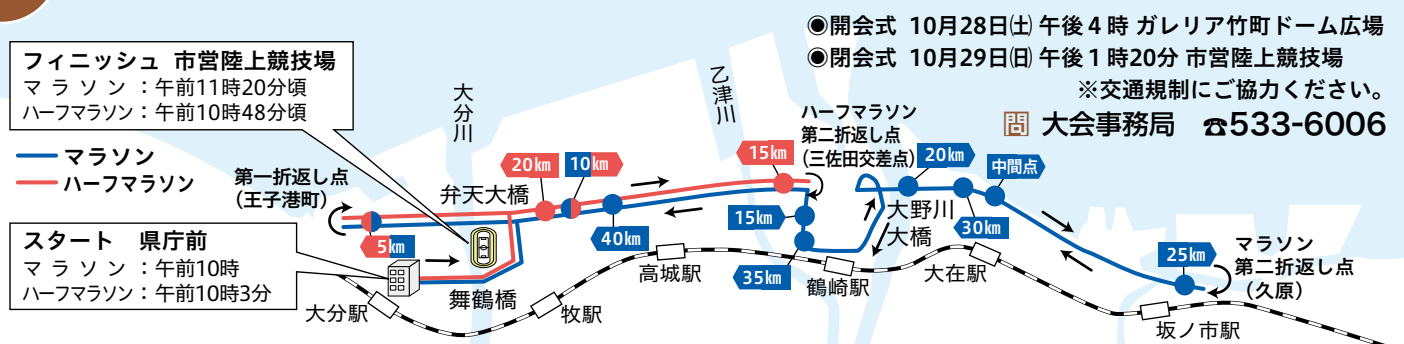 ◉開会式 10月28日㈯ 午後4時 ガレリア竹町ドーム広場
◉閉会式 10月29日㈰ 午後1時20分 市営陸上競技場
※交通規制にご協力ください。
問 大会事務局 ☎533-6006
フィニッシュ 市営陸上競技場
マラソン：午前11時20分頃
ハーフマラソン：午前10時48分頃
マラソン
ハーフマラソン
スタート 県庁前
マラソン：午前10時
ハーフマラソン：午前10時3分
第一折返し点
（王子港町）
5km
大分川
弁天大橋
20km
10km
40km
舞鶴橋
大分駅
牧駅
高城駅
乙津川
15km
ハーフマラソン
第二折返し点
（三佐田交差点）
15km
35km
鶴崎駅
20km
大野川
大橋
30km
中間点
大在駅
25km
マラソン
第二折返し点
（久原）
坂ノ市駅